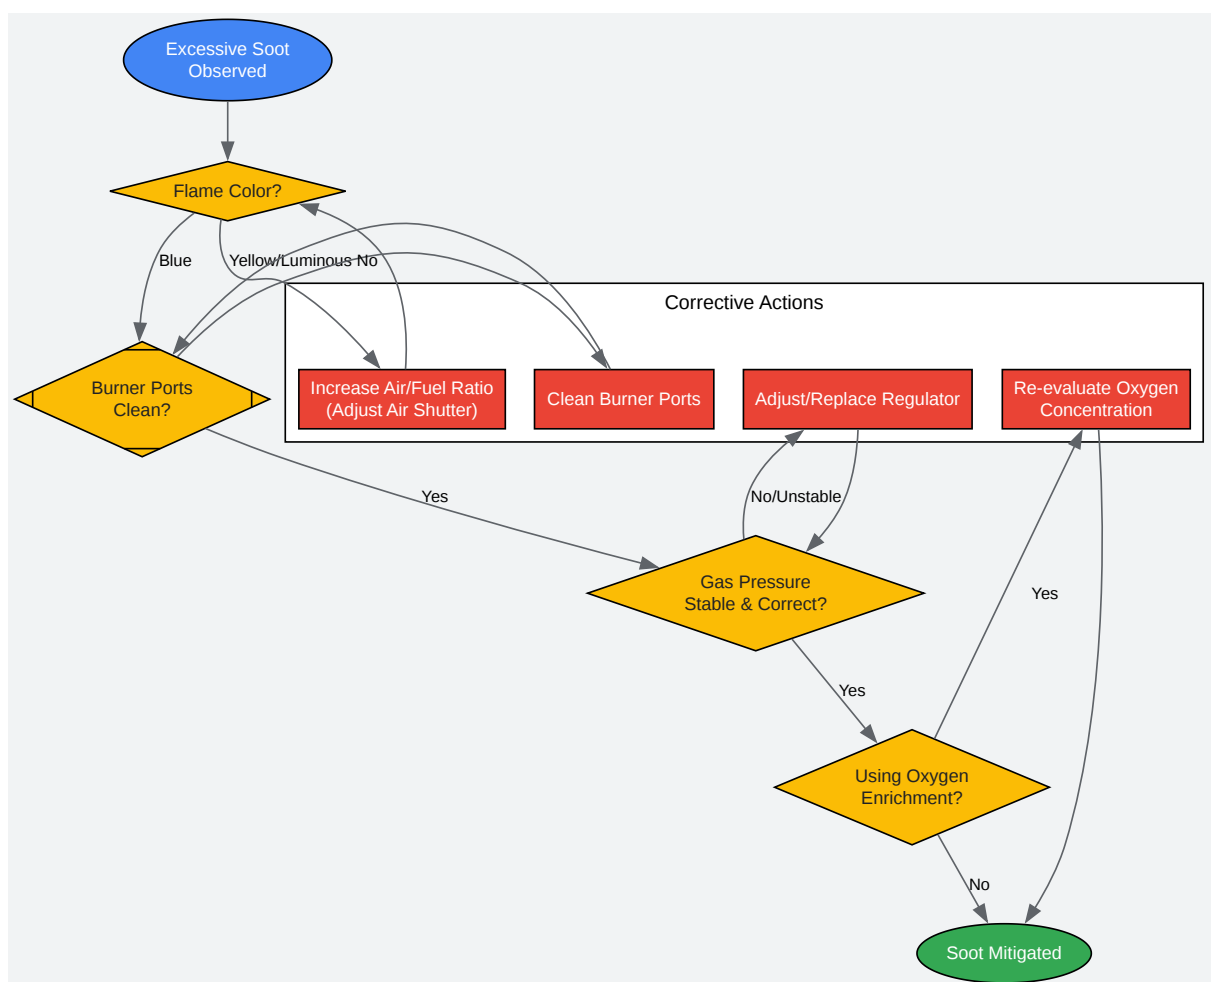 Excessive Soot
Observed
Flame Color?
Blue
Yellow/Luminous
No
Corrective Actions
Burner Ports
Clean?
Increase Air/Fuel Ratio
(Adjust Air Shutter)
Clean Burner Ports
Adjust/Replace Regulator
Re-evaluate Oxygen
Concentration
Yes
No/Unstable
Gas Pressure
Stable & Correct?
Yes
Yes
Using Oxygen
Enrichment?
No
Soot Mitigated